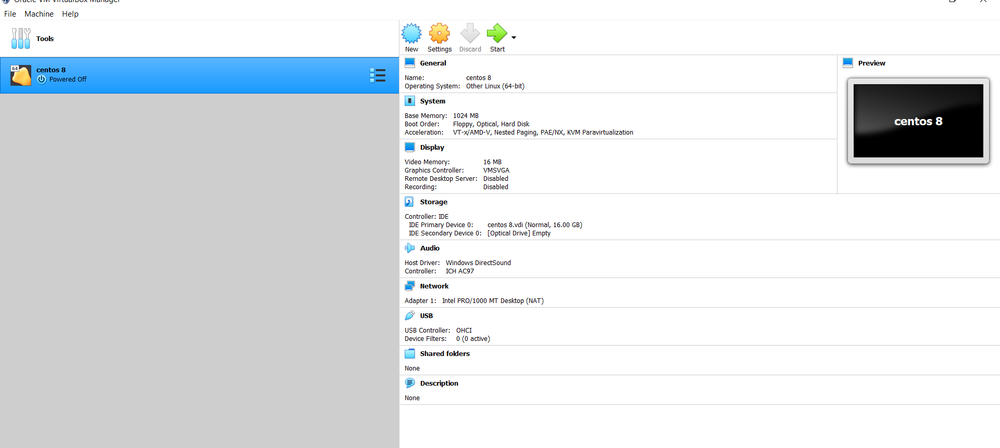 Oracle VM VirtualBox Manager
File Machine Help
Tools
64
centos 8
Powered Off
New Settings Discard Start
General
Name: centos 8
Operating System: Other Linux (64-bit)
System
Base Memory: 1024 MB
Boot Order: Floppy, Optical, Hard Disk
Acceleration: VT-x/AMD-V, Nested Paging, PAE/NX, KVM Paravirtualization
Display
Video Memory: 16 MB
Graphics Controller: VMSVGA
Remote Desktop Server: Disabled
Recording: Disabled
Preview
centos 8
Storage
Controller: IDE
IDE Primary Device 0: centos 8.vdi (Normal, 16.00 GB)
IDE Secondary Device 0: [Optical Drive] Empty
Audio
Host Driver: Windows DirectSound
Controller: ICH AC97
Network
Adapter 1: Intel PRO/1000 MT Desktop (NAT)
USB
USB Controller: OHCI
Device Filters: 0 (0 active)
Shared folders
None
Description
None